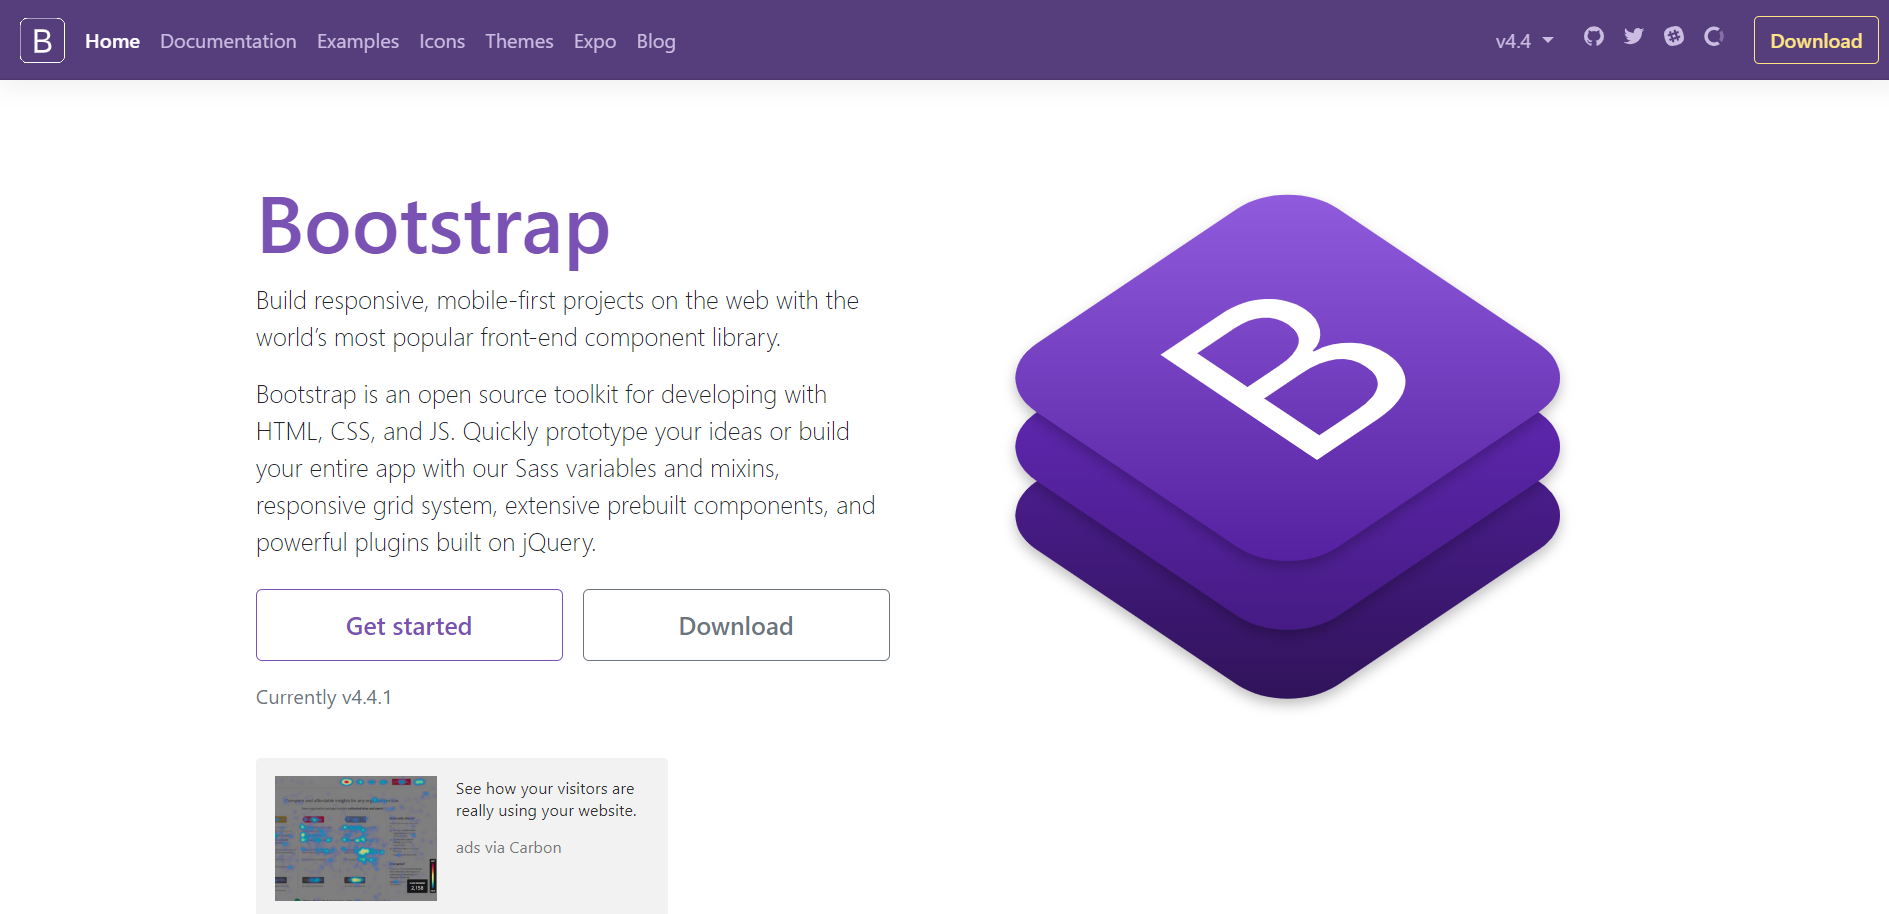 B Home Documentation Examples Icons Themes Expo Blog v4.4 Download
Bootstrap
Build responsive, mobile-first projects on the web with the
world’s most popular front-end component library.
Bootstrap is an open source toolkit for developing with
HTML, CSS, and JS. Quickly prototype your ideas or build
your entire app with our Sass variables and mixins,
responsive grid system, extensive prebuilt components, and
powerful plugins built on jQuery.
Get started Download
Currently v4.4.1
B
See how your visitors are
really using your website.
ads via Carbon